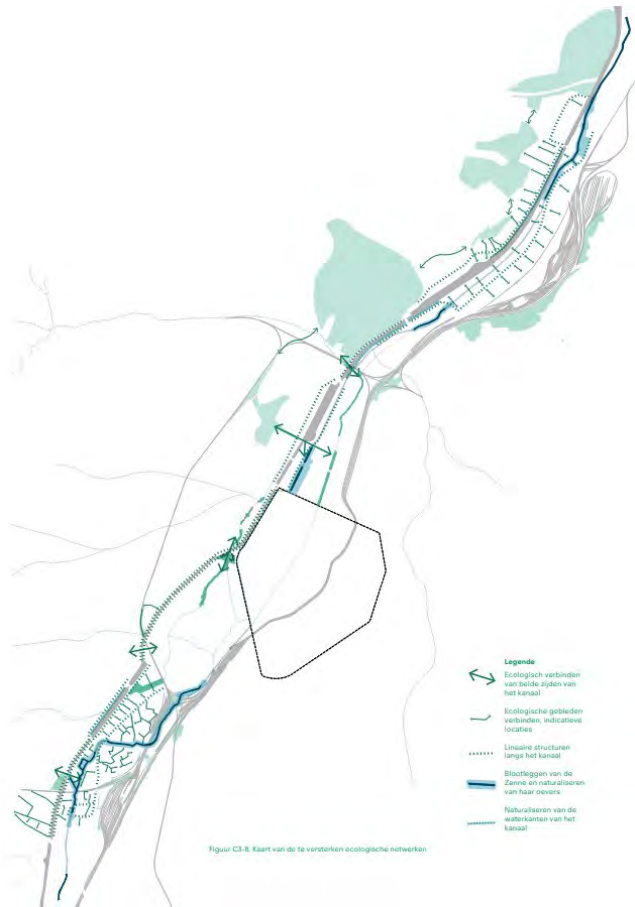 Legende
Ecologisch verbinden
van beide zijden van
het kanaal
Ecologische gebieden
verbinden, indicatieve
locaties
Lineaire structuren
langs het kanaal
Blootleggen van de
Zenne en naturaliseren
van haar oevers
Naturaliseren van de
waterkanten van het
kanaal
Figuur C3-8. Kaart van de te versterken ecologische netwerken